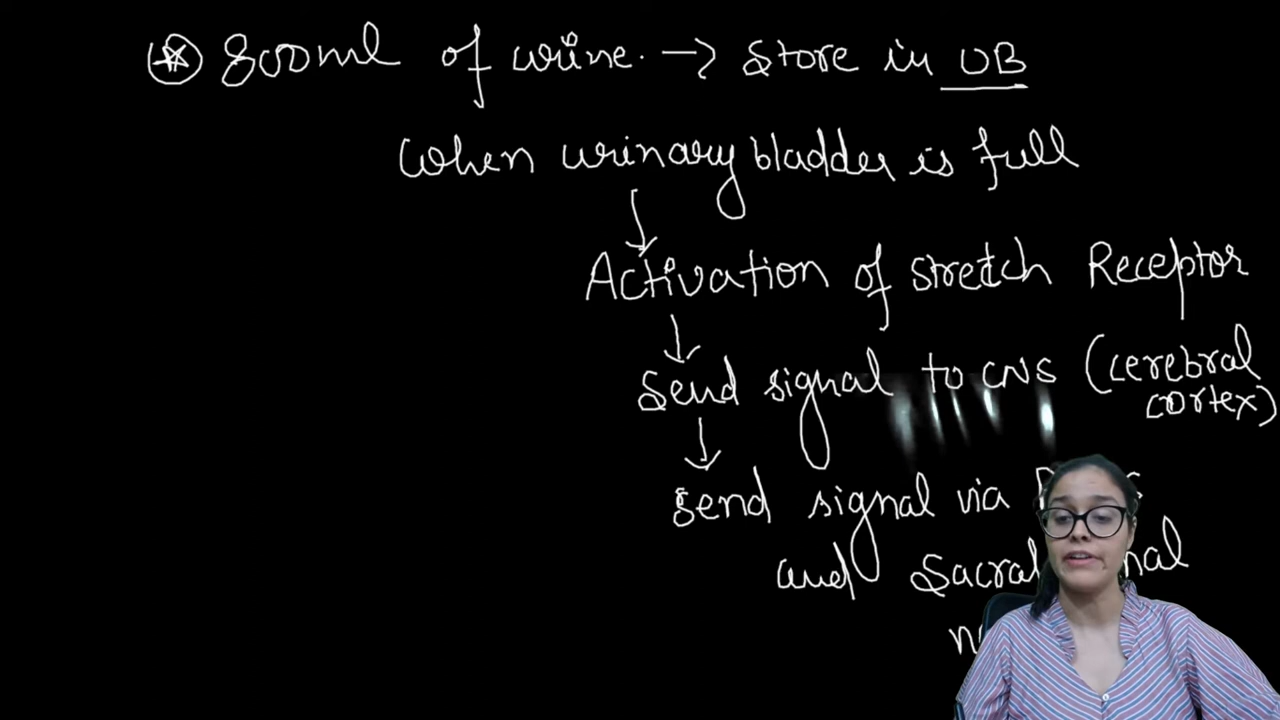 800ml of urine. → Store in UB
When urinary bladder is full
↓
Activation of stretch Receptor
↓
Send signal to CNS (cerebral
cortex)
↓
send signal via
and sacral